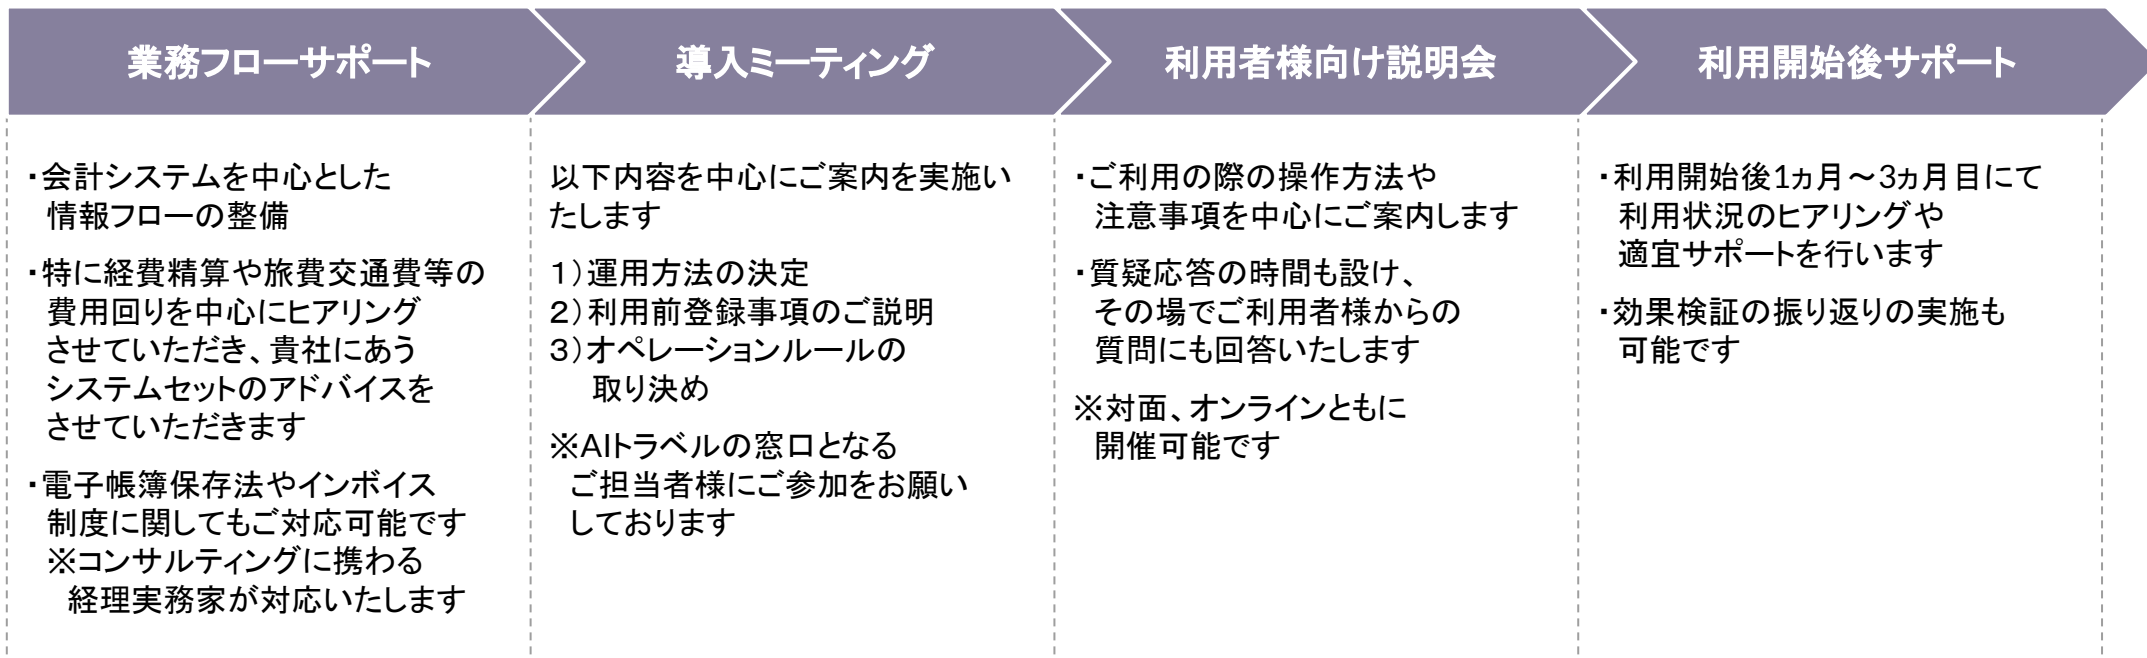 業務フローサポート
導入ミーティング
利用者様向け説明会
利用開始後サポート
・会計システムを中心とした
情報フローの整備
・特に経費精算や旅費交通費等の
費用回りを中心にヒアリング
させていただき、貴社にあう
システムセットのアドバイスを
させていただきます
・電子帳簿保存法やインボイス
制度に関してもご対応可能です
※コンサルティングに携わる
経理実務家が対応いたします
以下内容を中心にご案内を実施い
たします
１）運用方法の決定
２）利用前登録事項のご説明
３）オペレーションルールの
取り決め
※AIトラベルの窓口となる
ご担当者様にご参加をお願い
しております
・ご利用の際の操作方法や
注意事項を中心にご案内します
・質疑応答の時間も設け、
その場でご利用者様からの
質問にも回答いたします
※対面、オンラインともに
開催可能です
・利用開始後1ヵ月～3ヵ月目にて
利用状況のヒアリングや
適宜サポートを行います
・効果検証の振り返りの実施も
可能です